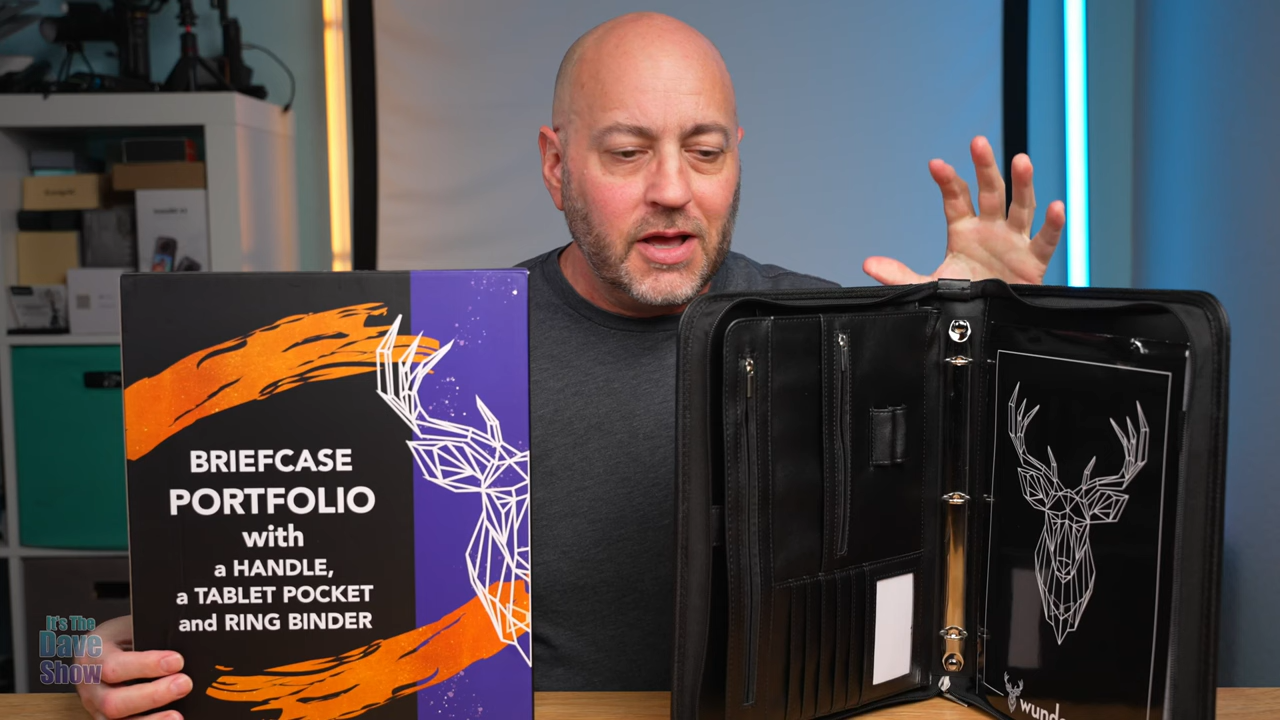 BRIEFCASE
PORTFOLIO
with
a HANDLE,
a TABLET POCKET
and RING BINDER
It's The
Dave
Show